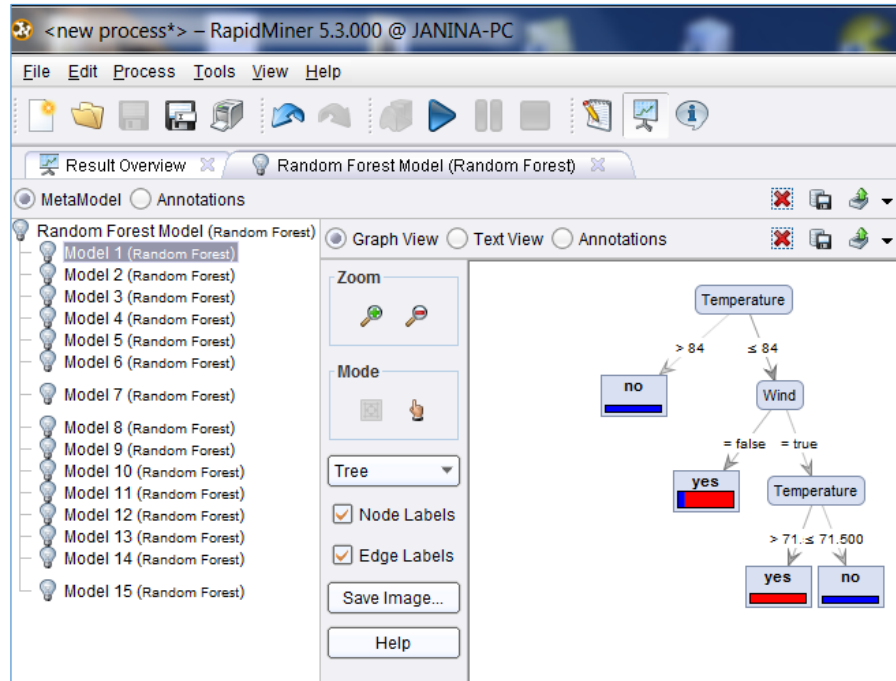 <new process*> – RapidMiner 5.3.000 @ JANINA-PC
File Edit Process Tools View Help
Result Overview Random Forest Model (Random Forest)
MetaModel Annotations
Random Forest Model (Random Forest)
Model 1 (Random Forest)
Model 2 (Random Forest)
Model 3 (Random Forest)
Model 4 (Random Forest)
Model 5 (Random Forest)
Model 6 (Random Forest)
Model 7 (Random Forest)
Model 8 (Random Forest)
Model 9 (Random Forest)
Model 10 (Random Forest)
Model 11 (Random Forest)
Model 12 (Random Forest)
Model 13 (Random Forest)
Model 14 (Random Forest)
Model 15 (Random Forest)
Graph View Text View Annotations
Zoom
Mode
Tree
Node Labels
Edge Labels
Save Image...
Help
Temperature
> 84 ≤ 84
no
Wind
= false = true
yes
Temperature
> 71. ≤ 71.500
yes no